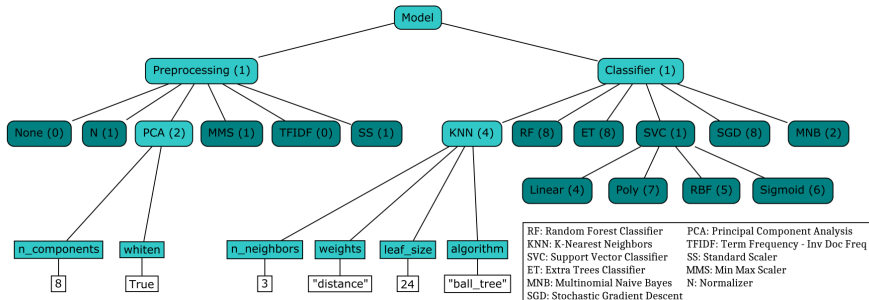 Model
Preprocessing (1)
Classifier (1)
None (0)
N (1)
PCA (2)
MMS (1)
TFIDF (0)
SS (1)
KNN (4)
RF (8)
ET (8)
SVC (1)
SGD (8)
MNB (2)
Linear (4)
Poly (7)
RBF (5)
Sigmoid (6)
n_components
whiten
n_neighbors
weights
leaf_size
algorithm
8
True
3
"distance"
24
"ball_tree"
RF: Random Forest Classifier
KNN: K-Nearest Neighbors
SVC: Support Vector Classifier
ET: Extra Trees Classifier
MNB: Multinomial Naive Bayes
SGD: Stochastic Gradient Descent
PCA: Principal Component Analysis
TFIDF: Term Frequency - Inv Doc Freq
SS: Standard Scaler
MMS: Min Max Scaler
N: Normalizer